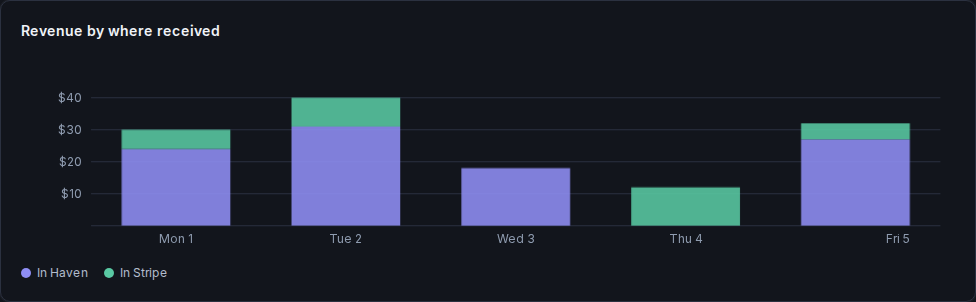 Revenue by where received
$40
$30
$20
$10
Mon 1 Tue 2 Wed 3 Thu 4 Fri 5
In Haven In Stripe